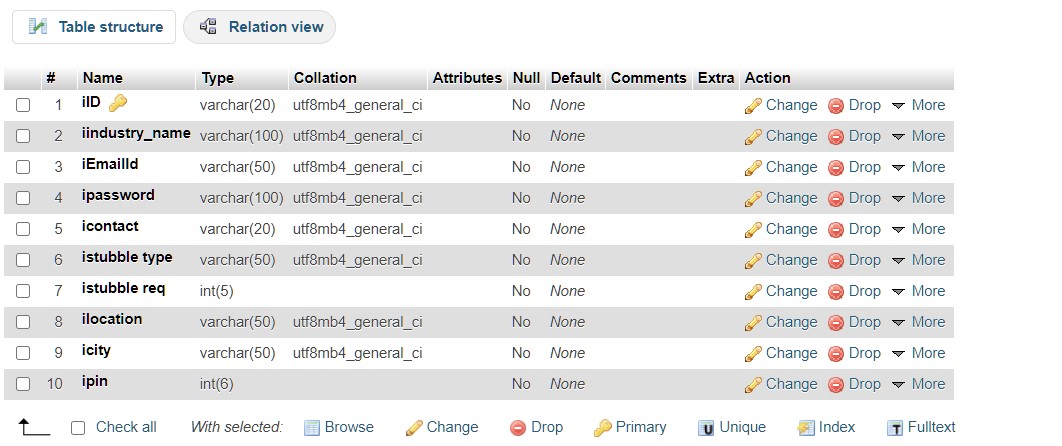 Table structure Relation view
# Name Type Collation Attributes Null Default Comments Extra Action
1 iID varchar(20) utf8mb4_general_ci No None Change Drop More
2 iindustry_name varchar(100) utf8mb4_general_ci No None Change Drop More
3 iEmailId varchar(50) utf8mb4_general_ci No None Change Drop More
4 ipassword varchar(100) utf8mb4_general_ci No None Change Drop More
5 icontact varchar(20) utf8mb4_general_ci No None Change Drop More
6 istubble type varchar(50) utf8mb4_general_ci No None Change Drop More
7 istubble req int(5) No None Change Drop More
8 ilocation varchar(50) utf8mb4_general_ci No None Change Drop More
9 icity varchar(50) utf8mb4_general_ci No None Change Drop More
10 ipin int(6) No None Change Drop More
Check all With selected: Browse Change Drop Primary U Unique Index T Fulltext